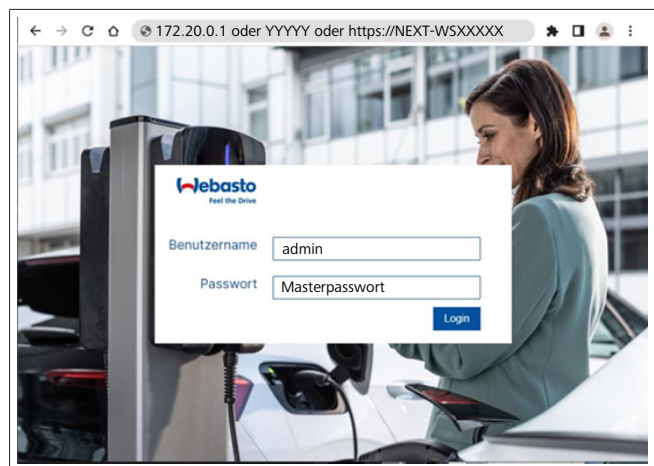 172.20.0.1 oder YYYYY oder https://NEXT-WSXXXXX
Webasto
Feel the Drive
Benutzername
admin
Passwort
Masterpasswort
Login